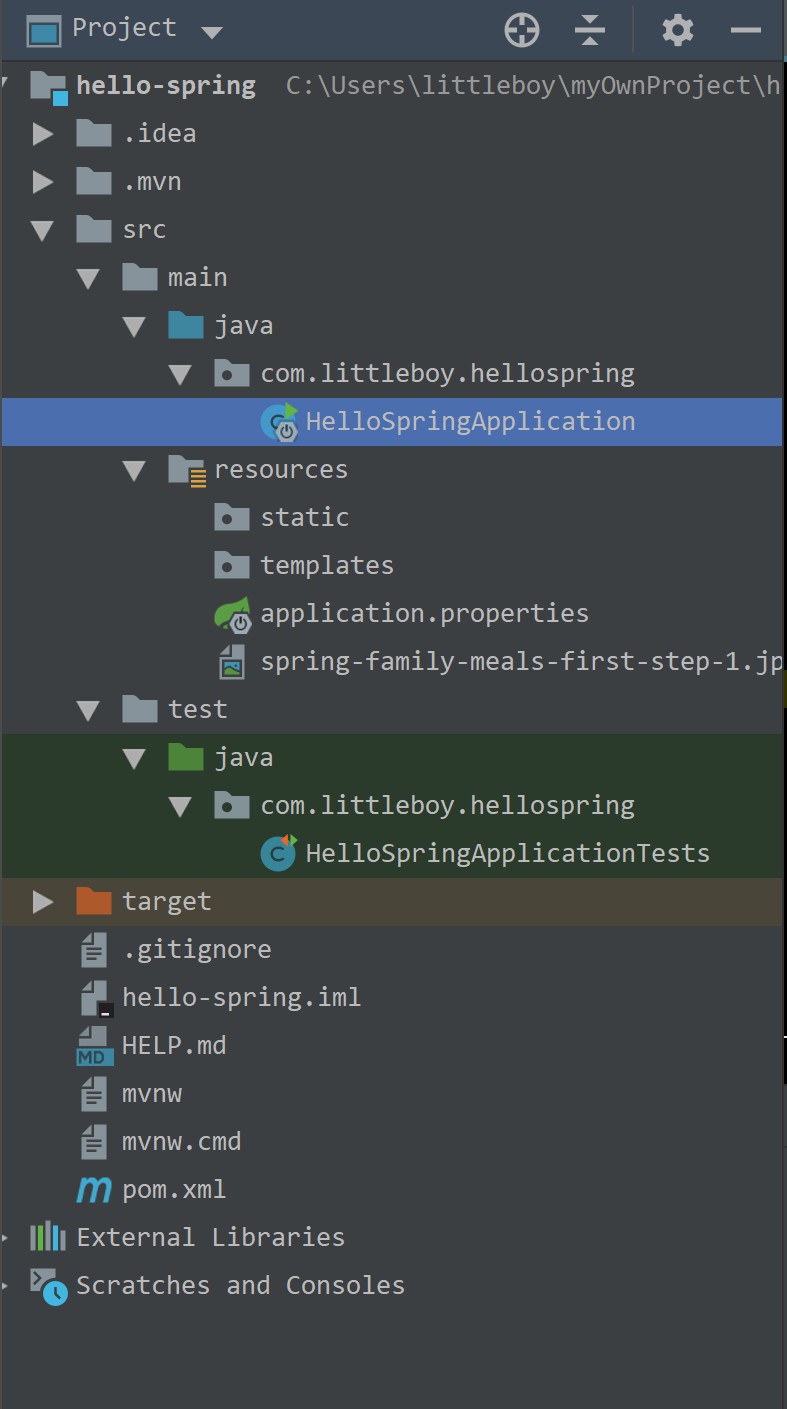 Project
hello-spring C:\Users\littleboy\myOwnProject\h
.idea
.mvn
src
main
java
com.littleboy.hellospring
HelloSpringApplication
resources
static
templates
application.properties
spring-family-meals-first-step-1.jp
test
java
com.littleboy.hellospring
HelloSpringApplicationTests
target
.gitignore
hello-spring.iml
HELP.md
mvnw
mvnw.cmd
pom.xml
External Libraries
Scratches and Consoles